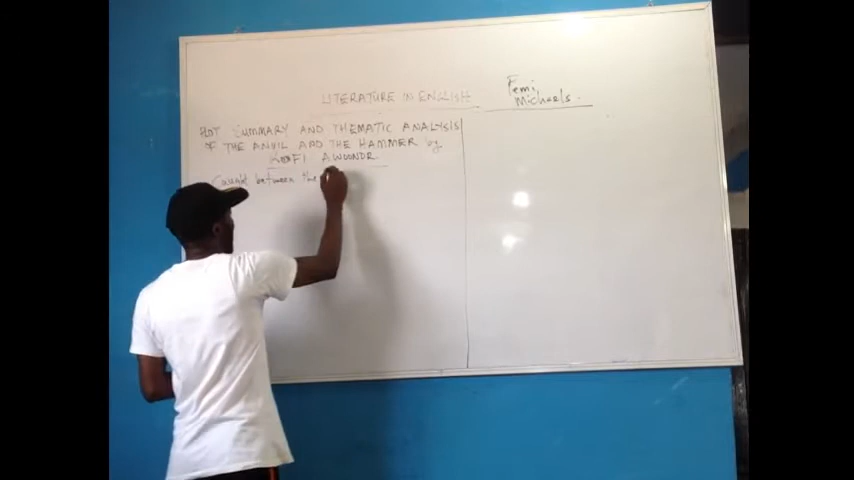 LITERATURE IN ENGLISH
Femi
Michaels.
PLOT SUMMARY AND THEMATIC ANALYSIS
OF THE ANVIL AND THE HAMMER by
KOOFI AWOONOR.
Caught between the